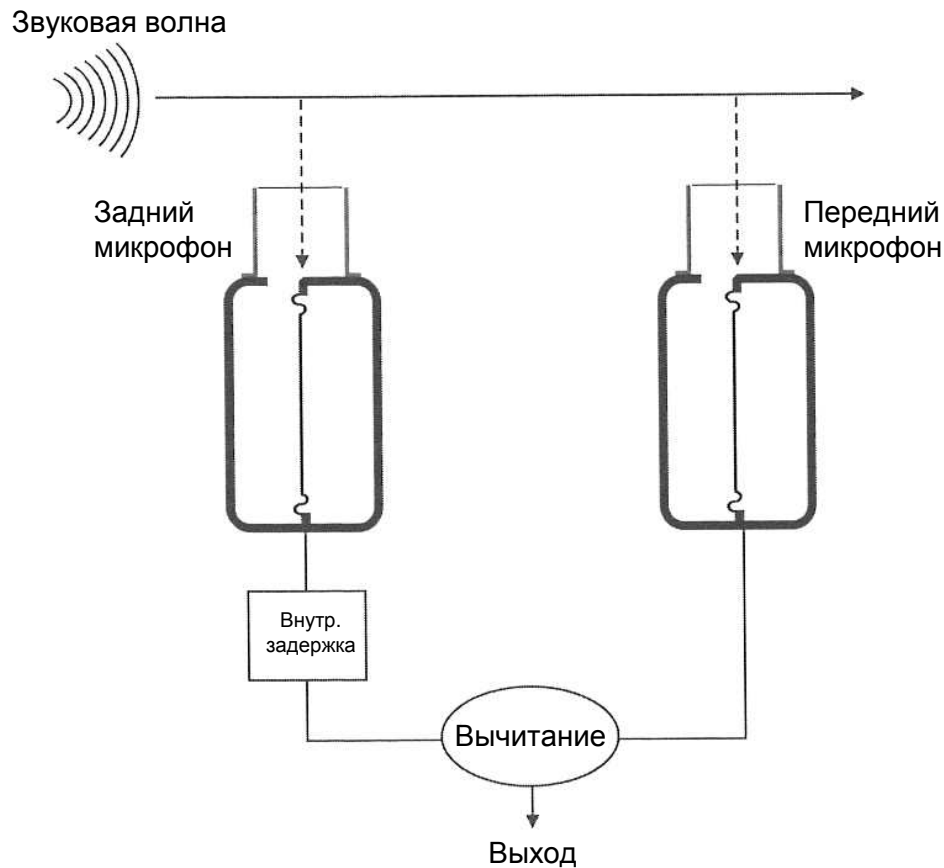 Звуковая волна
Задний
микрофон
Передний
микрофон
Внутр.
задержка
Вычитание
Выход